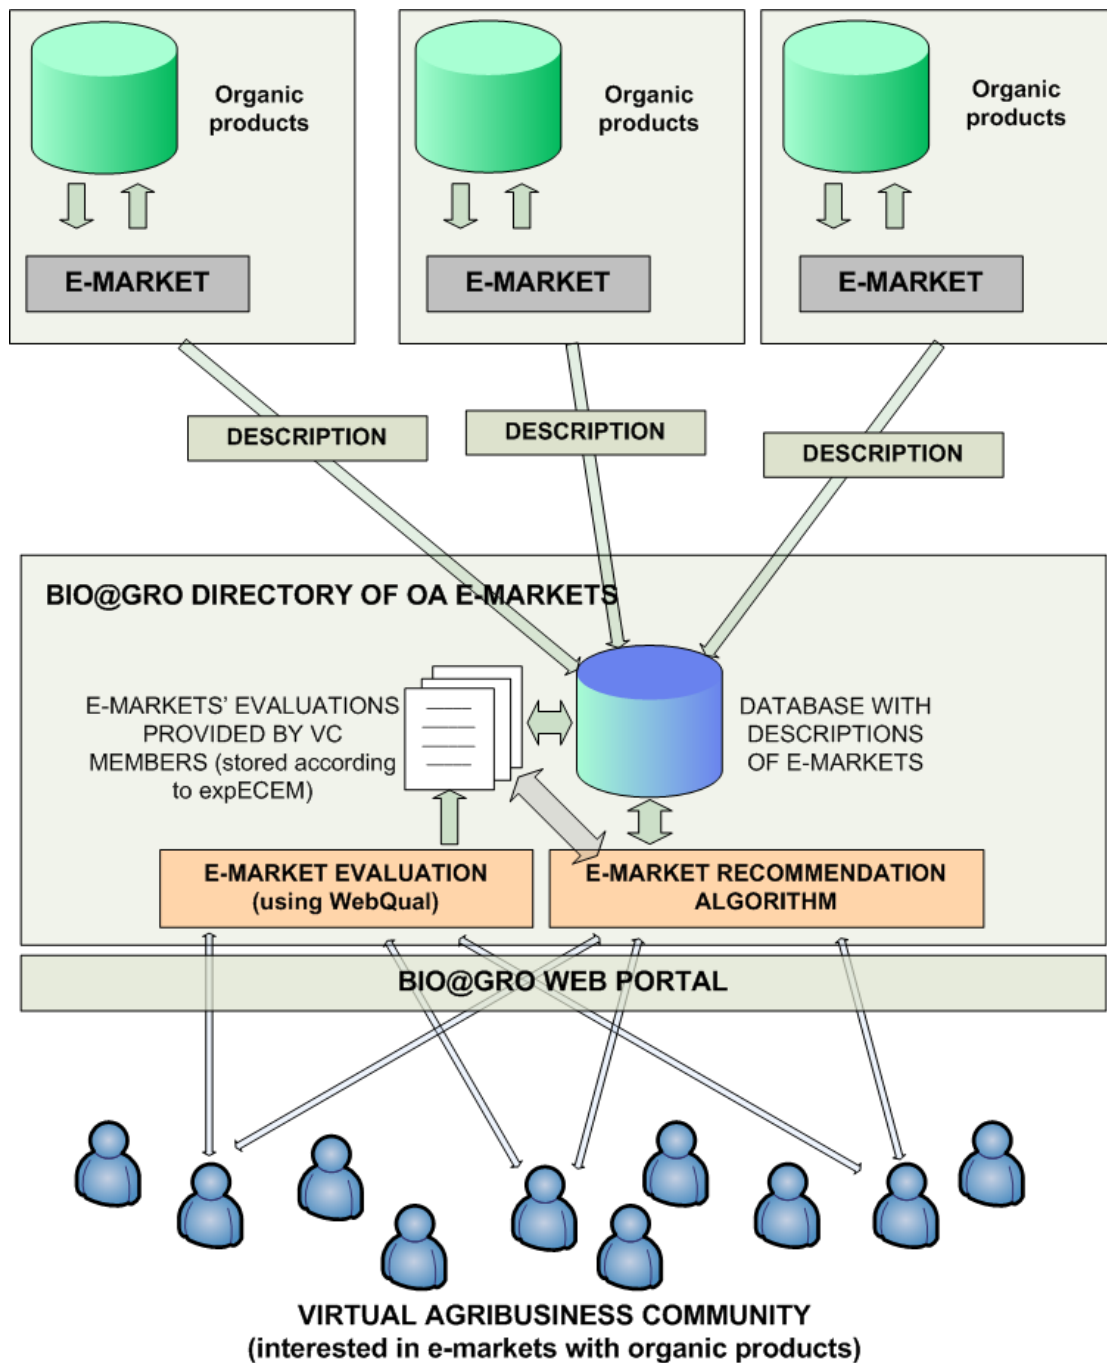 Organic
products
Organic
products
Organic
products
E-MARKET
E-MARKET
E-MARKET
DESCRIPTION
DESCRIPTION
DESCRIPTION
BIO@GRO DIRECTORY OF OA E-MARKETS
E-MARKETS' EVALUATIONS
PROVIDED BY VC
MEMBERS (stored according
to expECEM)
DATABASE WITH
DESCRIPTIONS
OF E-MARKETS
E-MARKET EVALUATION
(using WebQual)
E-MARKET RECOMMENDATION
ALGORITHM
BIO@GRO WEB PORTAL
VIRTUAL AGRIBUSINESS COMMUNITY
(interested in e-markets with organic products)